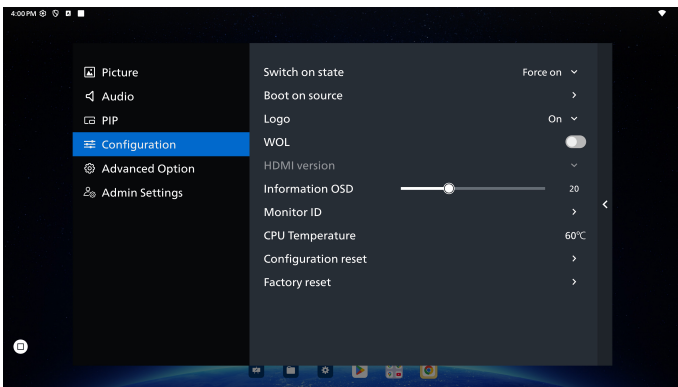 4:00 PM
Picture
Audio
PIP
Configuration
Advanced Option
Admin Settings
Switch on state Force on
Boot on source
Logo On
WOL
HDMI version
Information OSD 20
Monitor ID
CPU Temperature 60℃
Configuration reset
Factory reset